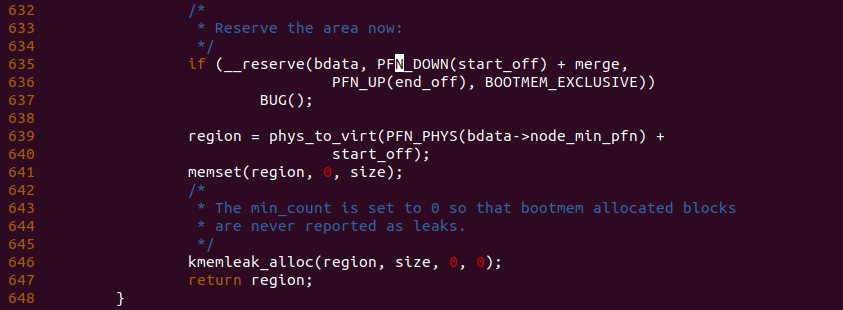 632 /*
633 * Reserve the area now:
634 */
635 if (__reserve(bdata, PFN_DOWN(start_off) + merge,
636 PFN_UP(end_off), BOOTMEM_EXCLUSIVE))
637 BUG();
638
639 region = phys_to_virt(PFN_PHYS(bdata->node_min_pfn) +
640 start_off);
641 memset(region, 0, size);
642 /*
643 * The min_count is set to 0 so that bootmem allocated blocks
644 * are never reported as leaks.
645 */
646 kmemleak_alloc(region, size, 0, 0);
647 return region;
648 }